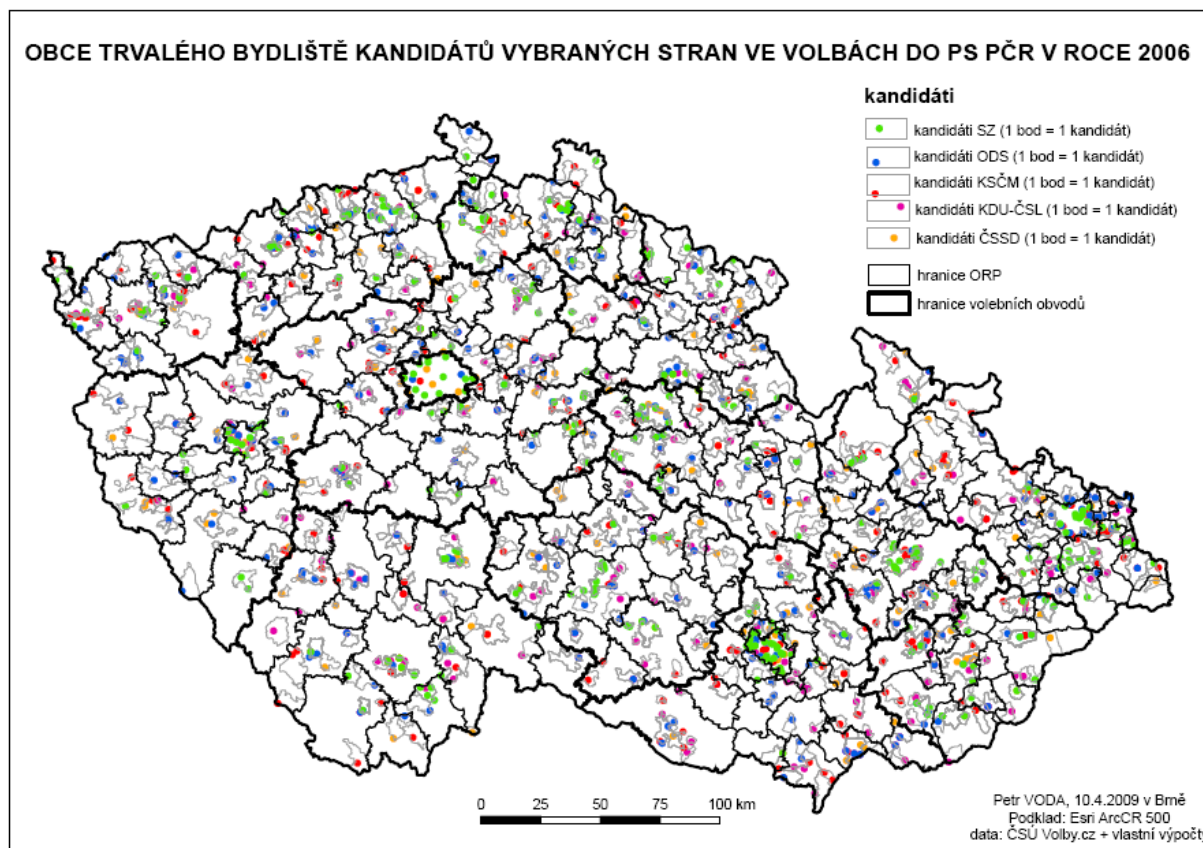 OBCE TRVALÉHO BYDLIŠTĚ KANDIDÁTŮ VYBRANÝCH STRAN VE VOLBÁCH DO PS PČR V ROCE 2006
kandidáti
kandidáti SZ (1 bod = 1 kandidát)
kandidáti ODS (1 bod = 1 kandidát)
kandidáti KSČM (1 bod = 1 kandidát)
kandidáti KDU-ČSL (1 bod = 1 kandidát)
kandidáti ČSSD (1 bod = 1 kandidát)
hranice ORP
hranice volebních obvodů
0 25 50 75 100 km
Petr VODA, 10.4.2009 v Brně
Podklad: Esri ArcCR 500
data: ČSÚ Volby.cz + vlastní výpočty